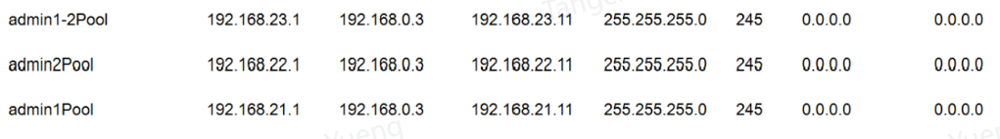 admin1-2Pool 192.168.23.1 192.168.0.3 192.168.23.11 255.255.255.0 245 0.0.0.0 0.0.0.0
admin2Pool 192.168.22.1 192.168.0.3 192.168.22.11 255.255.255.0 245 0.0.0.0 0.0.0.0
admin1Pool 192.168.21.1 192.168.0.3 192.168.21.11 255.255.255.0 245 0.0.0.0 0.0.0.0
Yueng